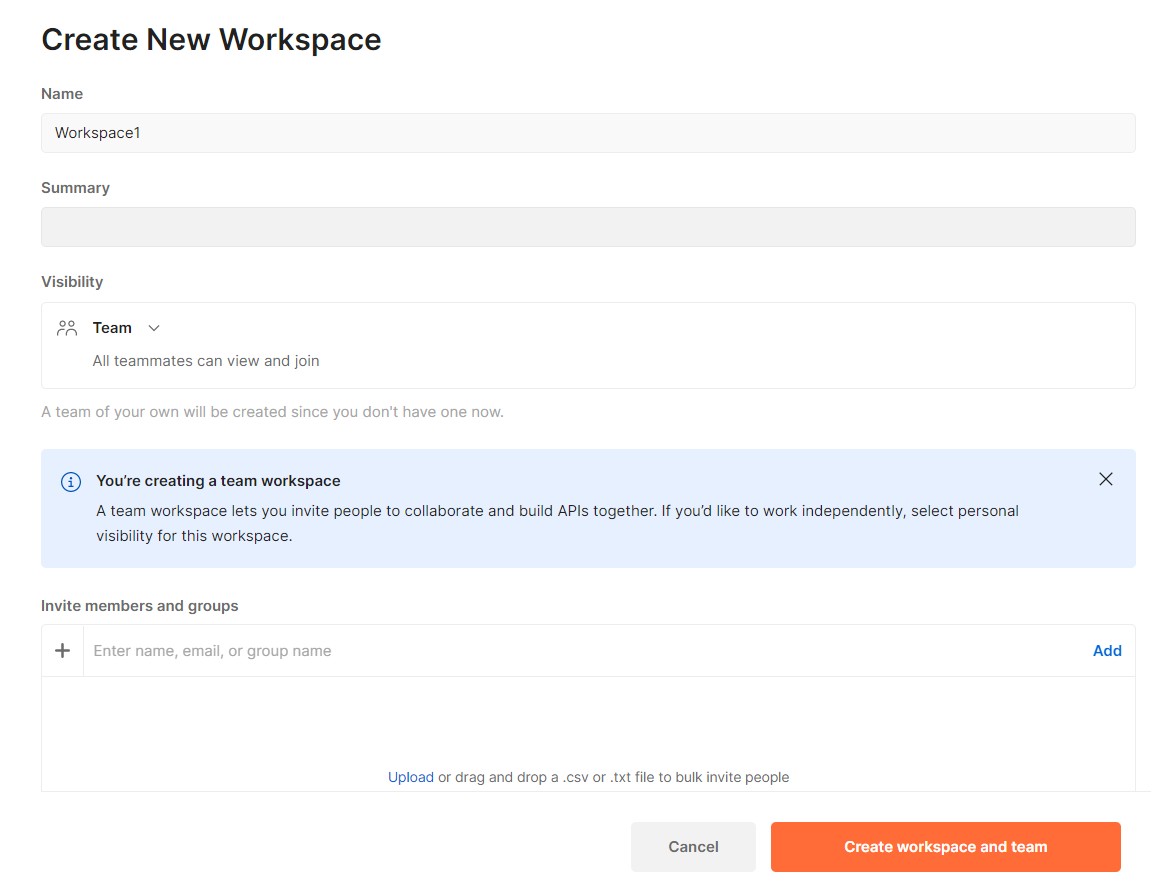 Create New Workspace
Name
Workspace1
Summary
Visibility
Team
All teammates can view and join
A team of your own will be created since you don't have one now.
You’re creating a team workspace
A team workspace lets you invite people to collaborate and build APIs together. If you’d like to work independently, select personal
visibility for this workspace.
Invite members and groups
Enter name, email, or group name
Add
Upload or drag and drop a .csv or .txt file to bulk invite people
Cancel
Create workspace and team